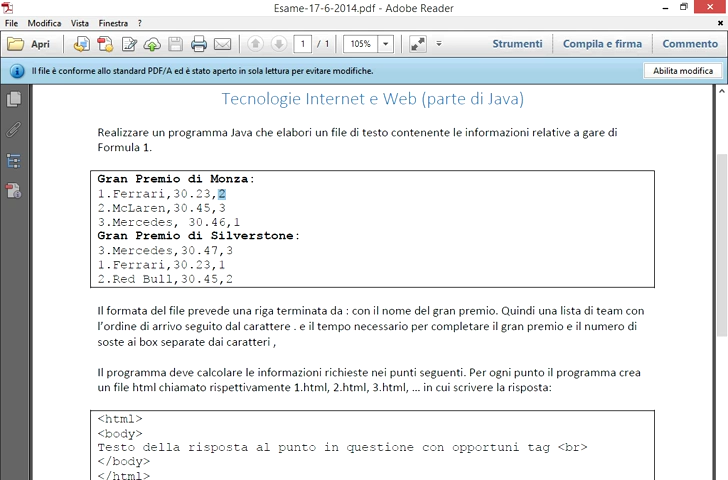 Esame-17-6-2014.pdf - Adobe Reader
File Modifica Vista Finestra ?
Apri 1 / 1 105% Strumenti Compila e firma Commento
Il file è conforme allo standard PDF/A ed è stato aperto in sola lettura per evitare modifiche. Abilita modifica
Tecnologie Internet e Web (parte di Java)
Realizzare un programma Java che elabori un file di testo contenente le informazioni relative a gare di
Formula 1.
Gran Premio di Monza:
1.Ferrari,30.23,2
2.McLaren,30.45,3
3.Mercedes, 30.46,1
Gran Premio di Silverstone:
3.Mercedes,30.47,3
1.Ferrari,30.23,1
2.Red Bull,30.45,2
Il formata del file prevede una riga terminata da : con il nome del gran premio. Quindi una lista di team con
l'ordine di arrivo seguito dal carattere . e il tempo necessario per completare il gran premio e il numero di
soste ai box separate dai caratteri ,
Il programma deve calcolare le informazioni richieste nei punti seguenti. Per ogni punto il programma crea
un file html chiamato rispettivamente 1.html, 2.html, 3.html, ... in cui scrivere la risposta:
<html>
<body>
Testo della risposta al punto in questione con opportuni tag <br>
</body>
</html>